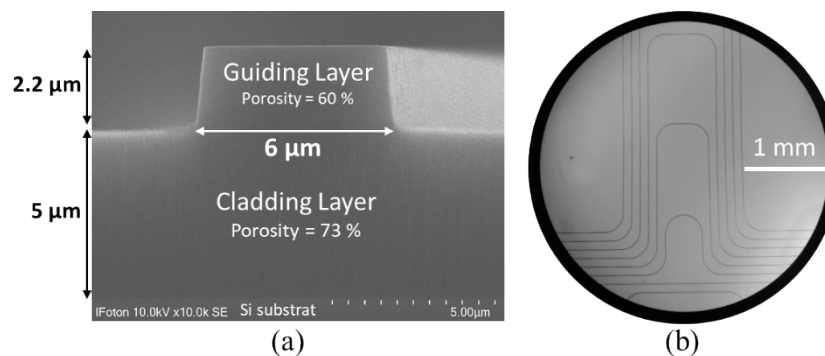 2.2 µm
Guiding Layer
Porosity = 60 %
6 µm
5 µm
Cladding Layer
Porosity = 73 %
IFoton 10.0kV x10.0k SE
Si substrat
5.00µm
(a)
1 mm
(b)